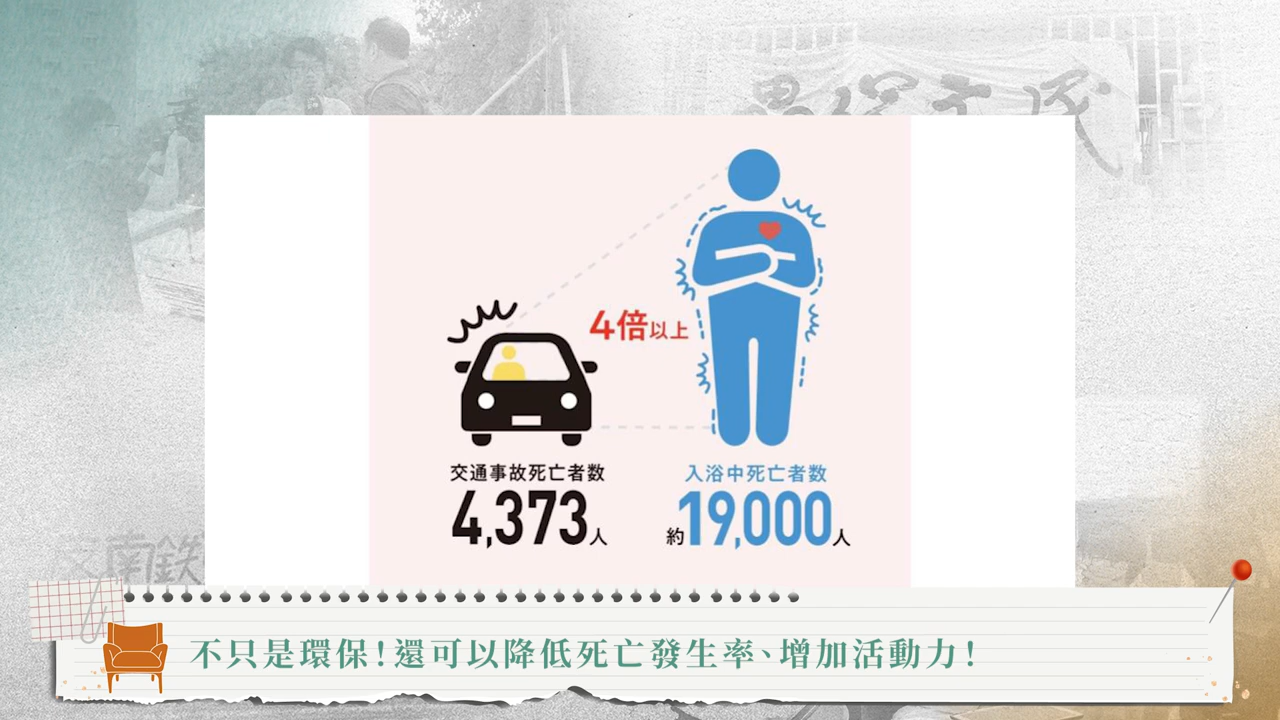 4倍以上
交通事故死亡者数
4,373人
入浴中死亡者数
約19,000人
南鉄
不只是環保！還可以降低死亡發生率、增加活動力！